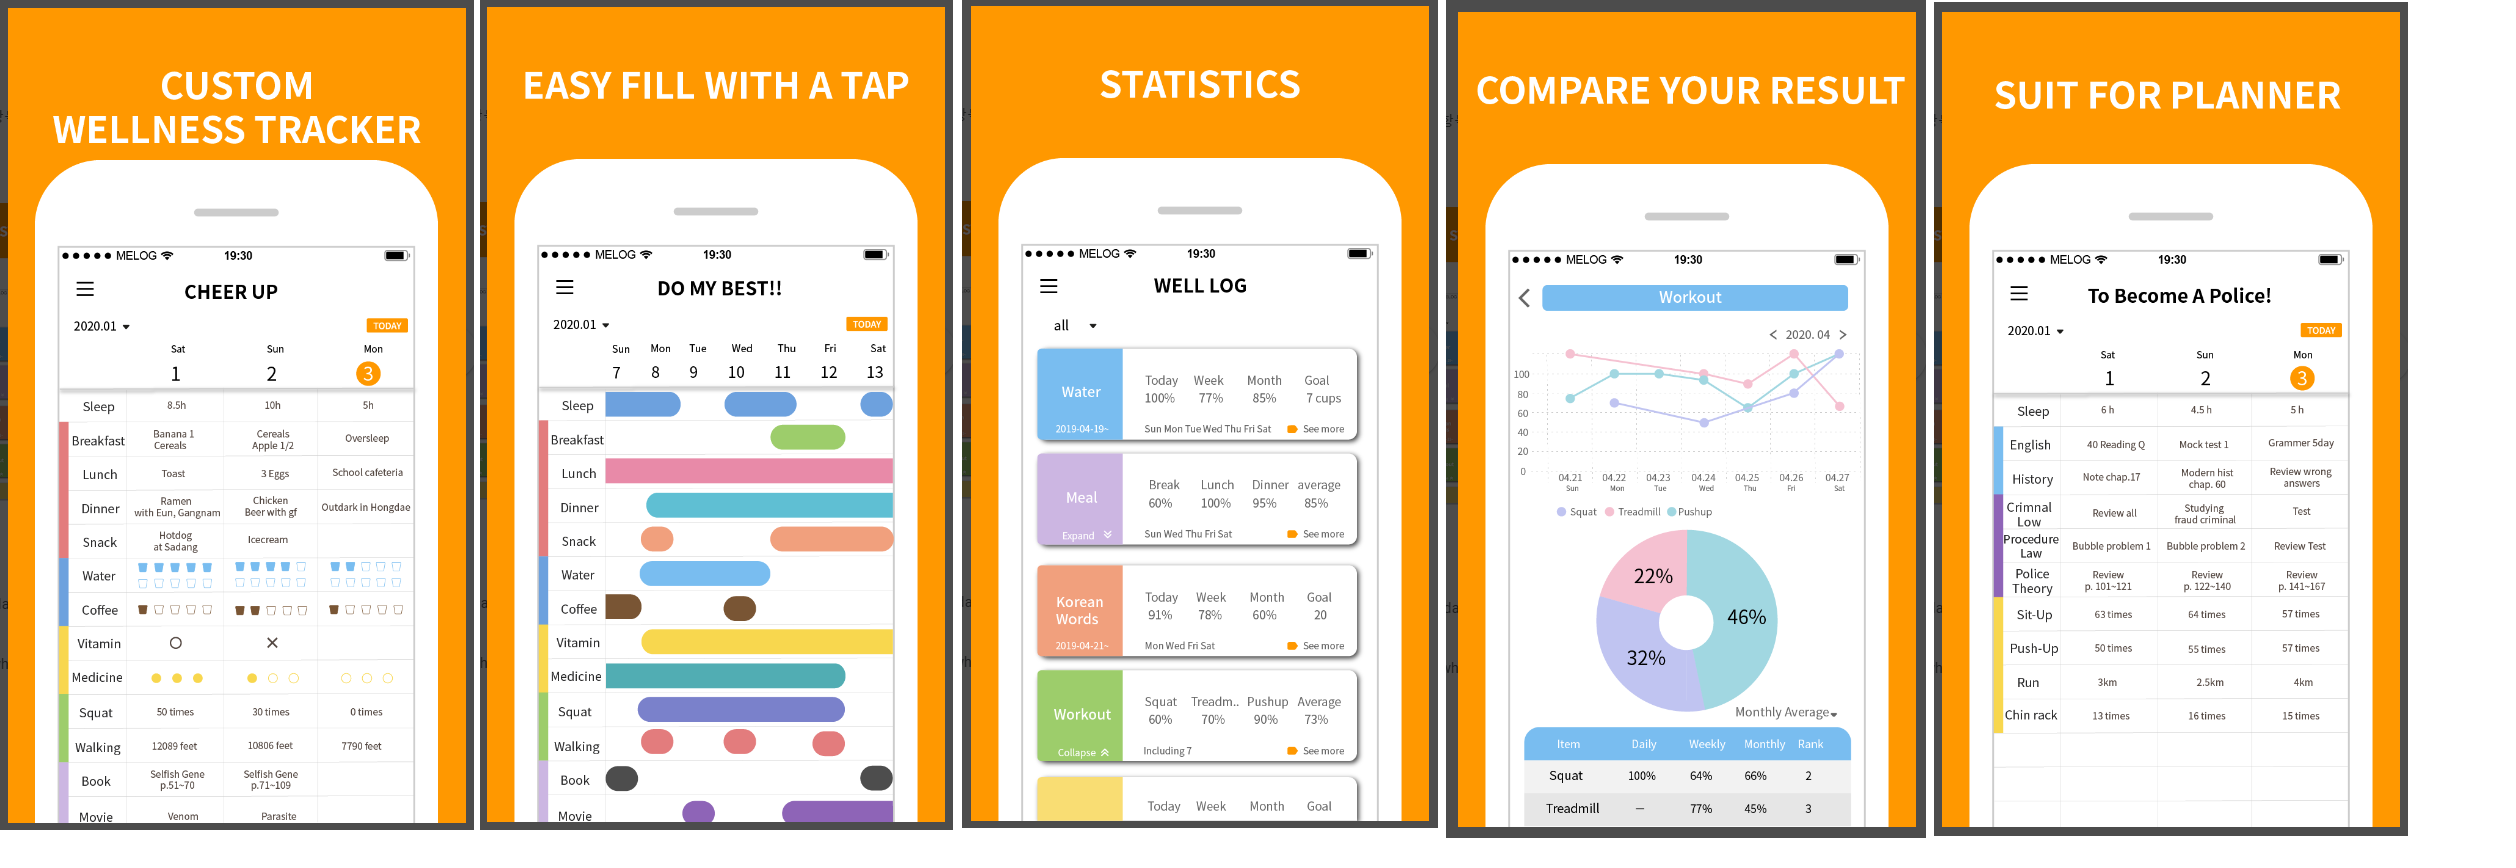 CUSTOM
WELLNESS TRACKER
MELOG 19:30
CHEER UP
2020.01 TODAY
Sat Sun Mon
1 2 3
Sleep 8.5h 10h 5h
Breakfast Banana 1 Cereals Cereals Apple 1/2 Oversleep
Lunch Toast 3 Eggs School cafeteria
Dinner Ramen with Eun, Gangnam Chicken Beer with gf Outdark in Hongdae
Snack Hotdog at Sadang Icecream
Water
Coffee
Vitamin
Medicine
Squat 50 times 30 times 0 times
Walking 12089 feet 10806 feet 7790 feet
Book Selfish Gene p.51~70 Selfish Gene p.71~109
Movie Venom Parasite
EASY FILL WITH A TAP
MELOG 19:30
DO MY BEST!!
2020.01 TODAY
Sun Mon Tue Wed Thu Fri Sat
7 8 9 10 11 12 13
Sleep
Breakfast
Lunch
Dinner
Snack
Water
Coffee
Vitamin
Medicine
Squat
Walking
Book
Movie
STATISTICS
MELOG 19:30
WELL LOG
all
Water
2019-04-19~
Today Week Month Goal
100% 77% 85% 7 cups
Sun Mon Tue Wed Thu Fri Sat See more
Meal
Expand
Break Lunch Dinner average
60% 100% 95% 85%
Sun Wed Thu Fri Sat See more
Korean
Words
2019-04-21~
Today Week Month Goal
91% 78% 60% 20
Mon Wed Fri Sat See more
Workout
Collapse
Squat Treadm.. Pushup Average
60% 70% 90% 73%
Including 7 See more
Today Week Month Goal
COMPARE YOUR RESULT
MELOG 19:30
Workout
< 2020. 04 >
100
80
60
40
20
0
04.21 04.22 04.23 04.24 04.25 04.26 04.27
Sun Mon Tue Wed Thu Fri Sat
Squat Treadmill Pushup
22%
46%
32%
Monthly Average
Item Daily Weekly Monthly Rank
Squat 100% 64% 66% 2
Treadmill — 77% 45% 3
SUIT FOR PLANNER
MELOG 19:30
To Become A Police!
2020.01 TODAY
Sat Sun Mon
1 2 3
Sleep 6 h 4.5 h 5 h
English 40 Reading Q Mock test 1 Grammer 5day
History Note chap.17 Modern hist chap. 60 Review wrong answers
Crimnal Low Review all Studying fraud criminal Test
Procedure Law Bubble problem 1 Bubble problem 2 Review Test
Police Theory Review p. 101~121 Review p. 122~140 Review p. 141~167
Sit-Up 63 times 64 times 57 times
Push-Up 50 times 55 times 57 times
Run 3km 2.5km 4km
Chin rack 13 times 16 times 15 times